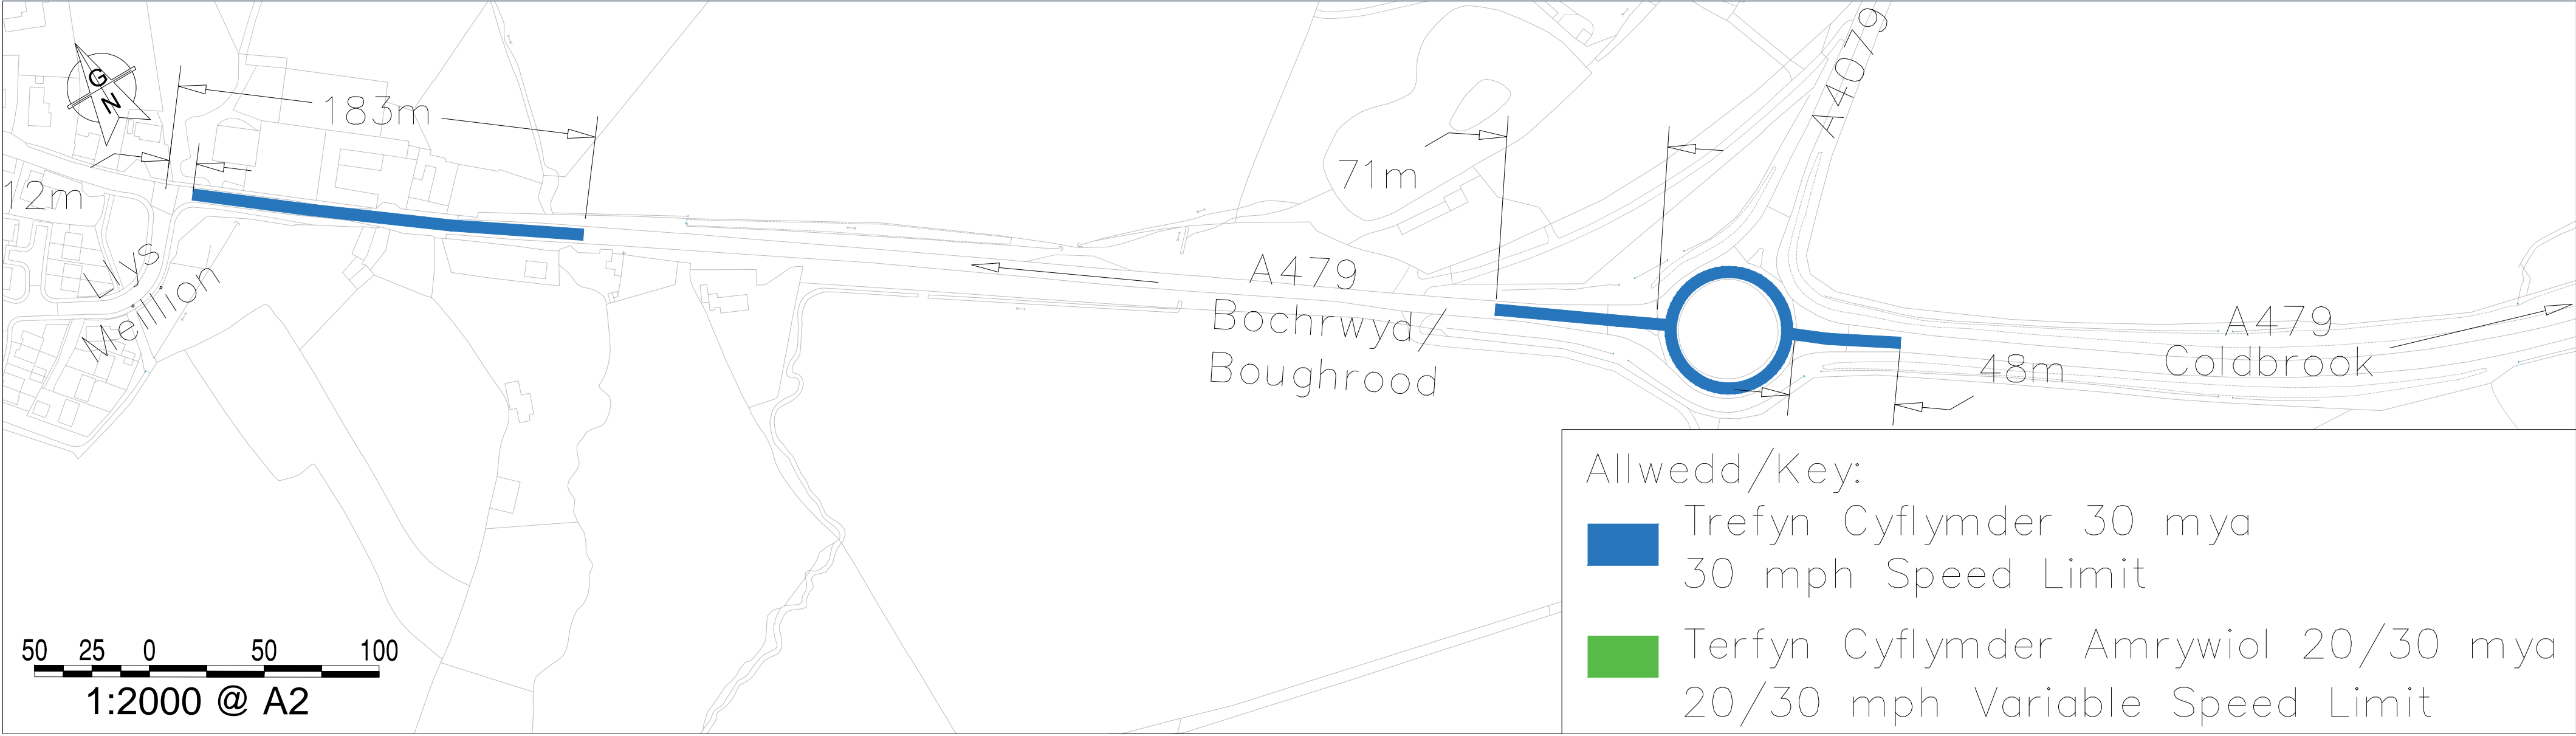 G
N
183m
12m
Llys
Meillion
71m
A4079
A479
Bochrwyd/
Boughrood
48m
A479
Coldbrook
Allwedd/Key:
Trefyn Cyflymder 30 mya
30 mph Speed Limit
Terfyn Cyflymder Amrywiol 20/30 mya
20/30 mph Variable Speed Limit
50 25 0 50 100
1:2000 @ A2